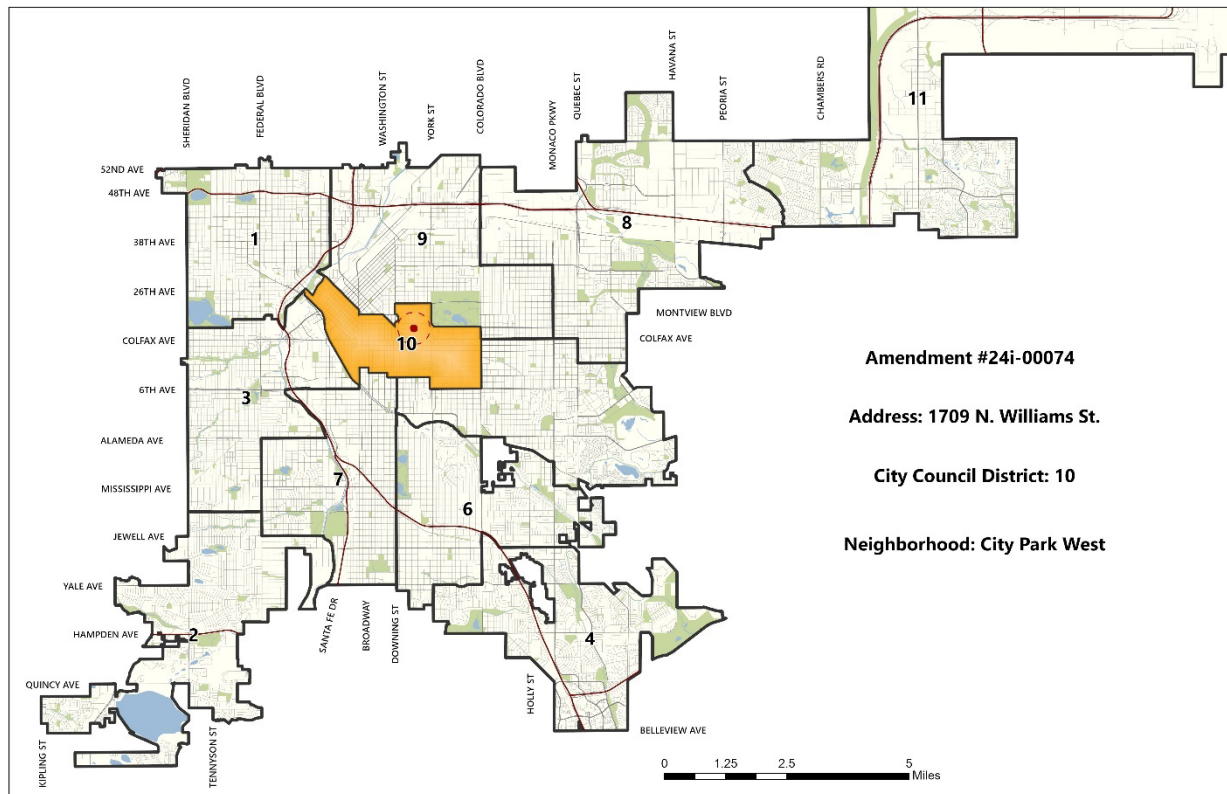 HAVANA ST
COLORADO BLVD
WASHINGTON ST
QUEBEC ST
PEORIA ST
CHAMBERS RD
SHERIDAN BLVD
FEDERAL BLVD
YORK ST
MONACO PKWY
11
52ND AVE
48TH AVE
8
1
9
38TH AVE
26TH AVE
MONTVIEW BLVD
COLFAX AVE
COLFAX AVE
10
Amendment #24i-00074
6TH AVE
3
Address: 1709 N. Williams St.
ALAMEDA AVE
City Council District: 10
7
MISSISSIPPI AVE
6
JEWELL AVE
Neighborhood: City Park West
YALE AVE
SANTA FE DR
BROADWAY
DOWNING ST
HAMPDEN AVE
2
4
QUINCY AVE
HOLLY ST
BELLEVIEW AVE
KIPLING ST
TENNYSON ST
0 1.25 2.5 5
Miles